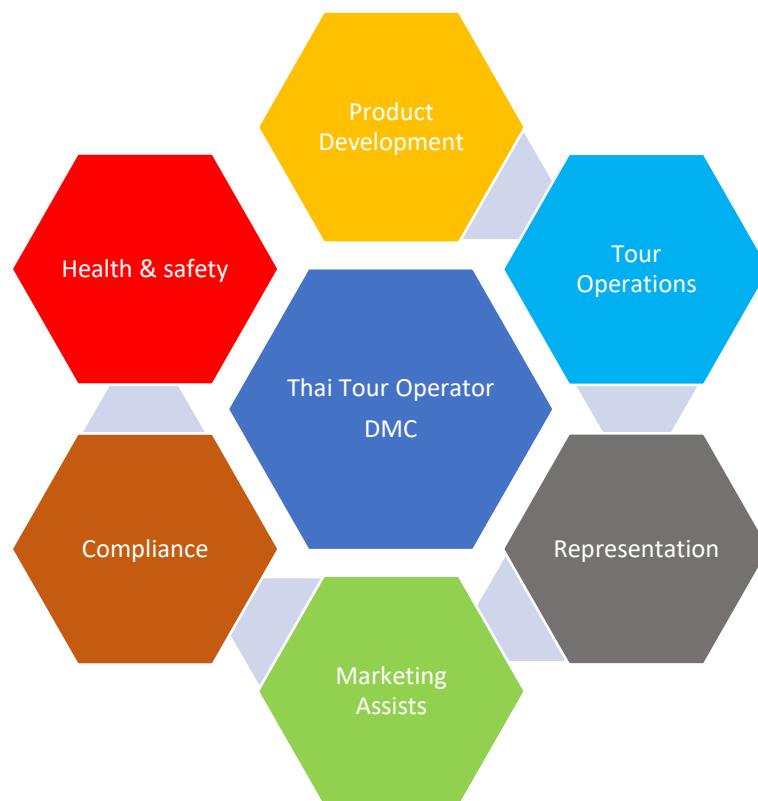 Product
Development
Tour
Operations
Health & safety
Thai Tour Operator
DMC
Compliance
Representation
Marketing
Assists